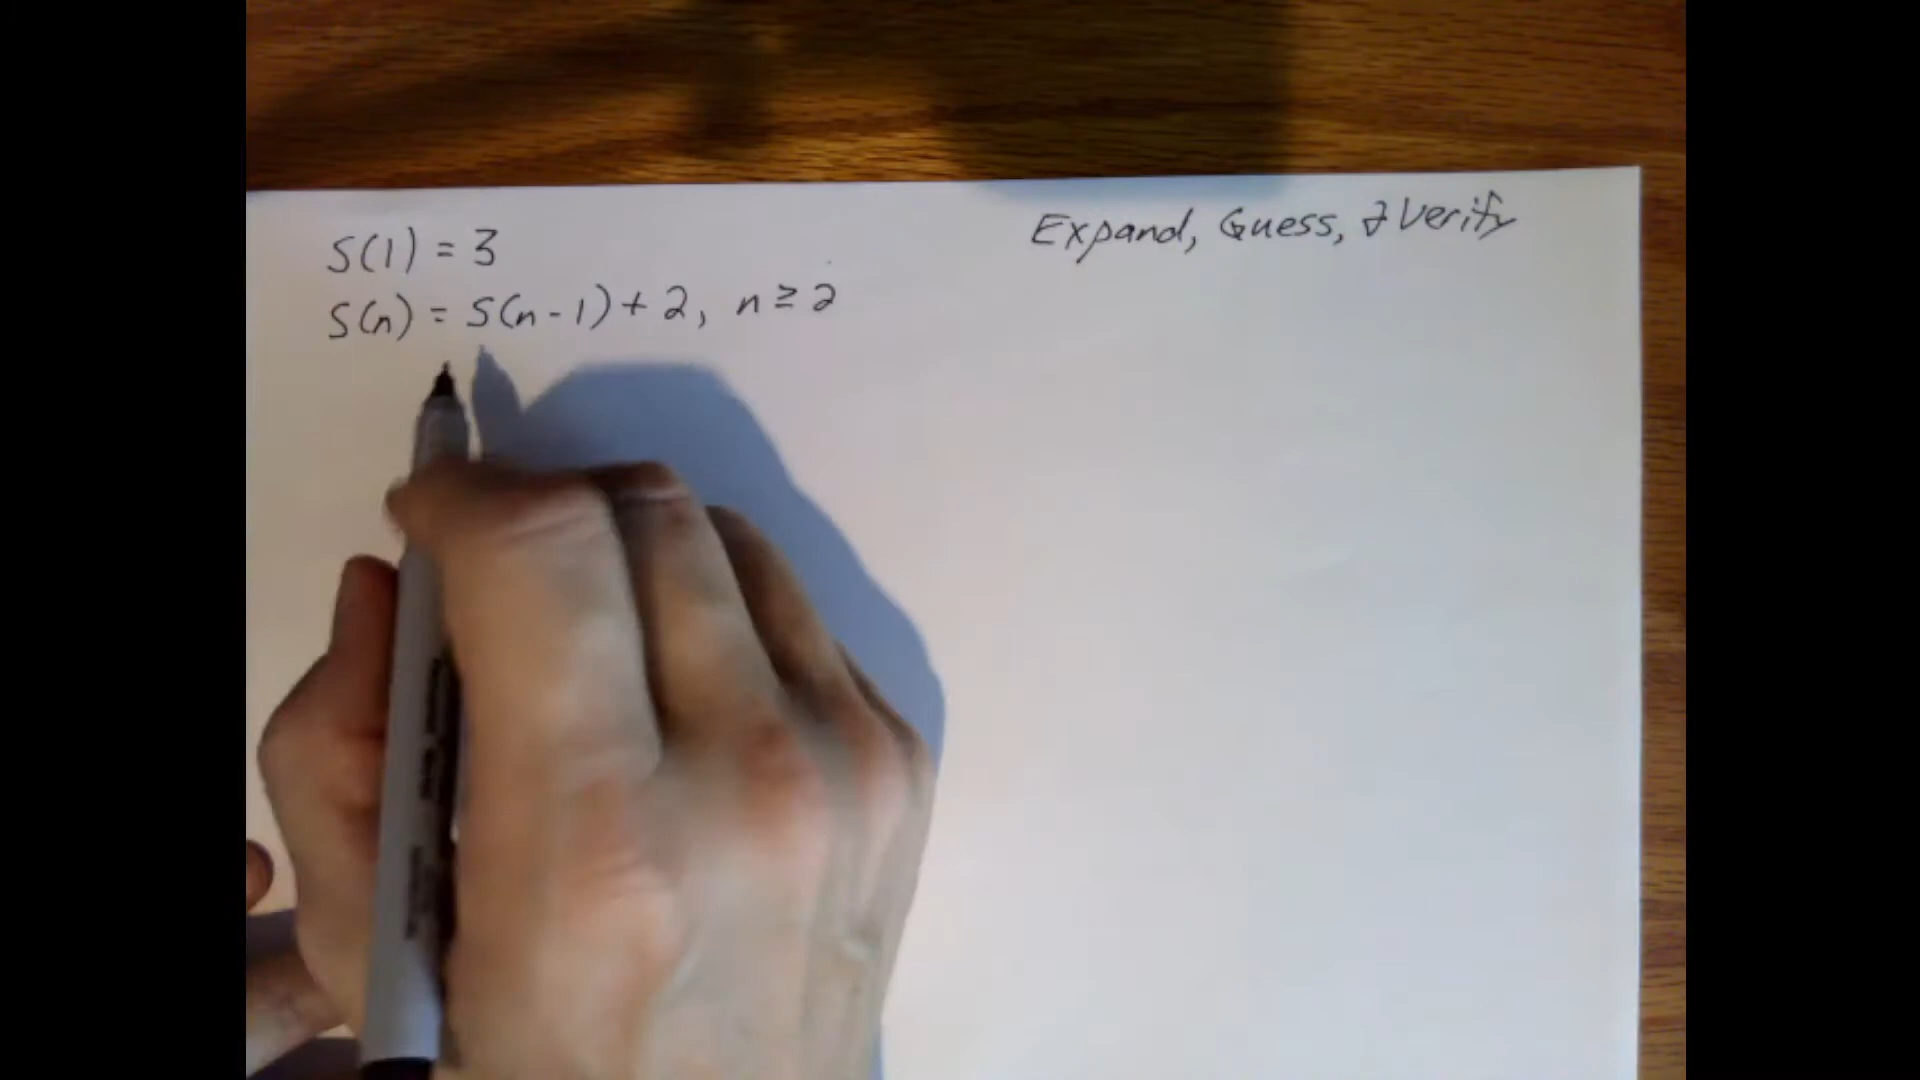 S(1) = 3
S(n) = S(n-1) + 2, n ≥ 2
Expand, Guess, & Verify